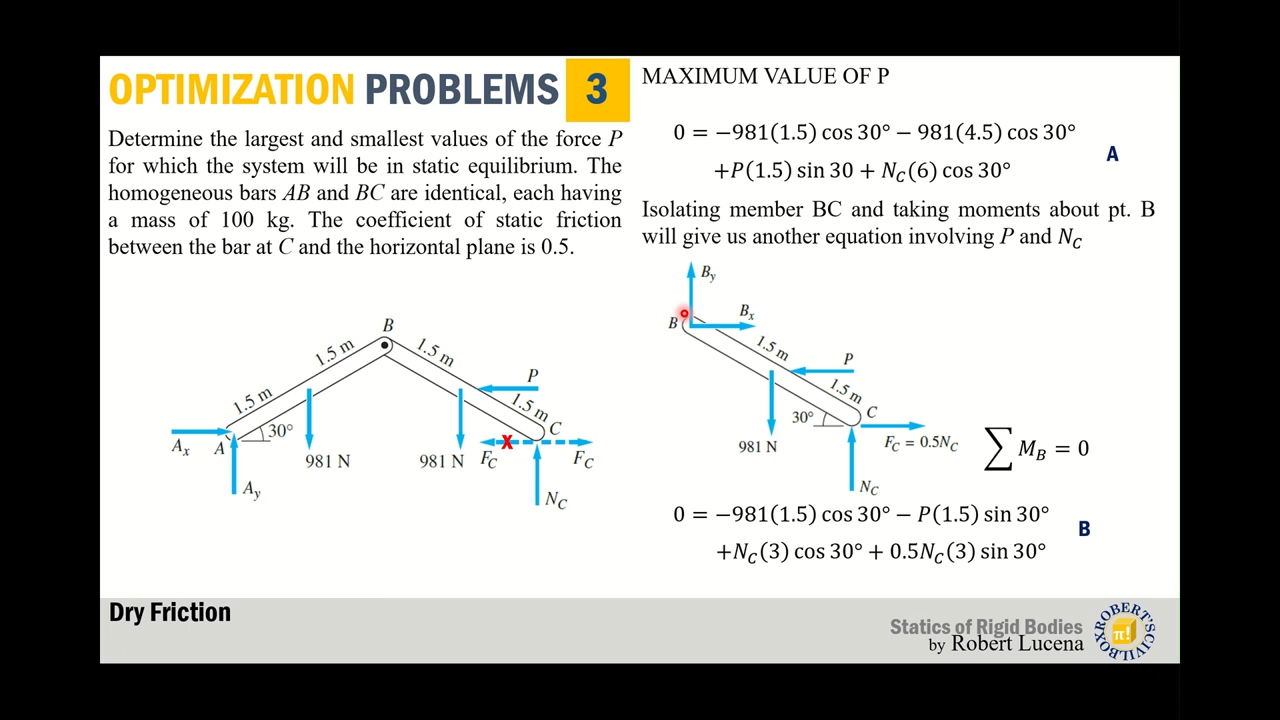 OPTIMIZATION PROBLEMS 3
Determine the largest and smallest values of the force P
for which the system will be in static equilibrium. The
homogeneous bars AB and BC are identical, each having
a mass of 100 kg. The coefficient of static friction
between the bar at C and the horizontal plane is 0.5.
B
1.5 m
1.5 m
P
1.5 m
1.5 m
C
30°
A_x
A
981 N
981 N
F_C
x
F_C
A_y
N_C
MAXIMUM VALUE OF P
0 = −981(1.5) cos 30° − 981(4.5) cos 30°
+P(1.5) sin 30 + N_C(6) cos 30°
A
Isolating member BC and taking moments about pt. B
will give us another equation involving P and N_C
B_y
B_x
B
1.5 m
P
1.5 m
C
30°
981 N
F_C = 0.5N_C
N_C
∑ M_B = 0
0 = −981(1.5) cos 30° − P(1.5) sin 30°
+N_C(3) cos 30° + 0.5N_C(3) sin 30°
B
Dry Friction
Statics of Rigid Bodies
by Robert Lucena
ROBERT'S CIVILBOX
π!